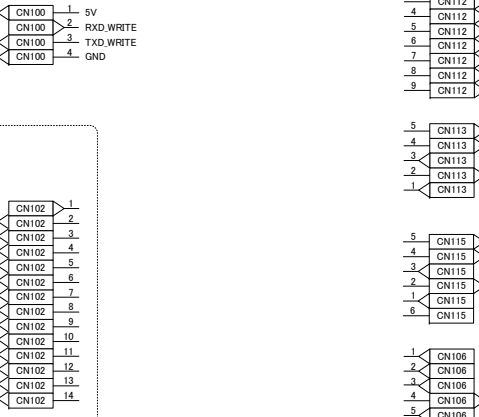 CN100 1 5V
CN100 2 RXD_WRITE
CN100 3 TXD_WRITE
CN100 4 GND
CN102 1
CN102 2
CN102 3
CN102 4
CN102 5
CN102 6
CN102 7
CN102 8
CN102 9
CN102 10
CN102 11
CN102 12
CN102 13
CN102 14
CN112
4 CN112
5 CN112
6 CN112
7 CN112
8 CN112
9 CN112
5 CN113
4 CN113
3 CN113
2 CN113
1 CN113
5 CN115
4 CN115
3 CN115
2 CN115
1 CN115
6 CN115
1 CN106
2 CN106
3 CN106
4 CN106
5 CN106